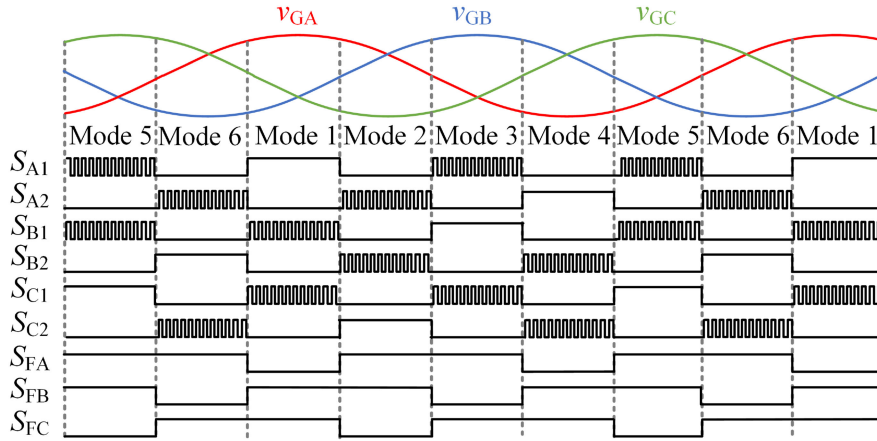 vGA vGB vGC
Mode 5 Mode 6 Mode 1 Mode 2 Mode 3 Mode 4 Mode 5 Mode 6 Mode 1
SA1
SA2
SB1
SB2
SC1
SC2
SFA
SFB
SFC